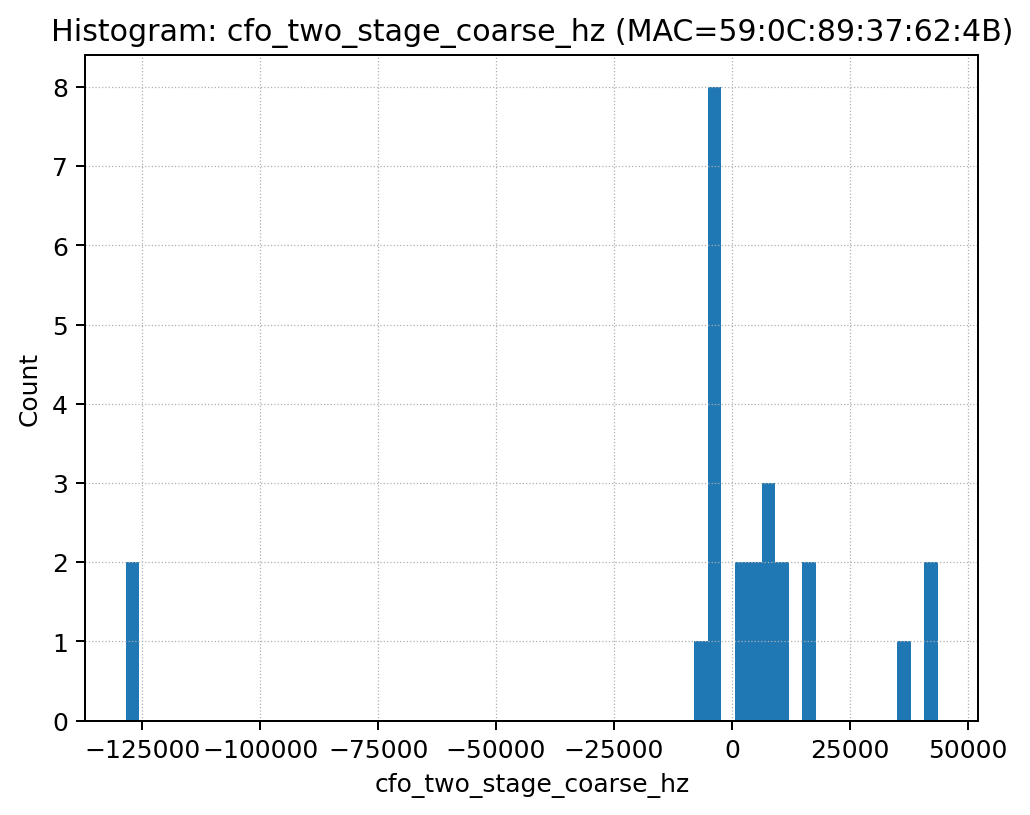 Histogram: cfo_two_stage_coarse_hz (MAC=59:0C:89:37:62:4B)
8
7
6
5
4
3
2
1
0
Count
−125000 −100000 −75000 −50000 −25000 0 25000 50000
cfo_two_stage_coarse_hz